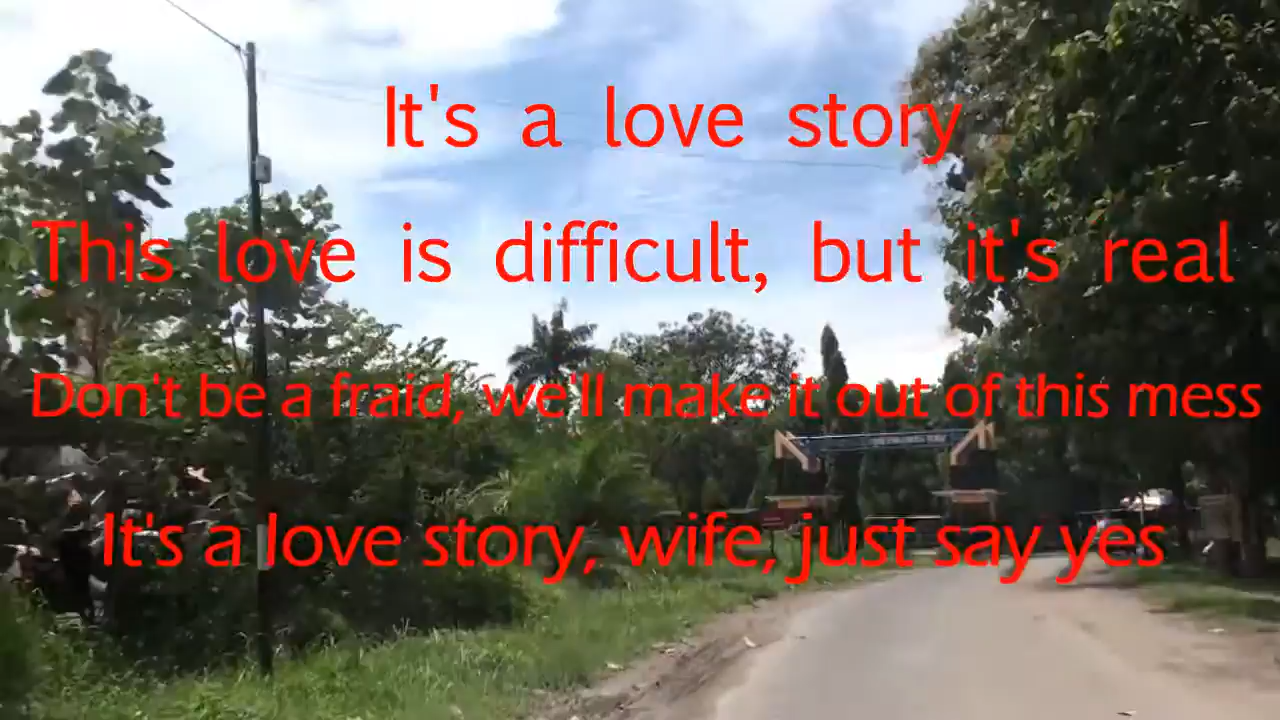 It's a love story
This love is difficult, but it's real
Don't be a fraid, we'll make it out of this mess
It's a love story, wife, just say yes